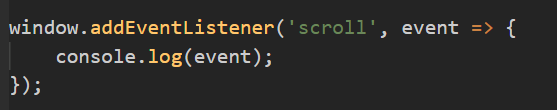 window.addEventListener('scroll', event => {
    console.log(event);
});